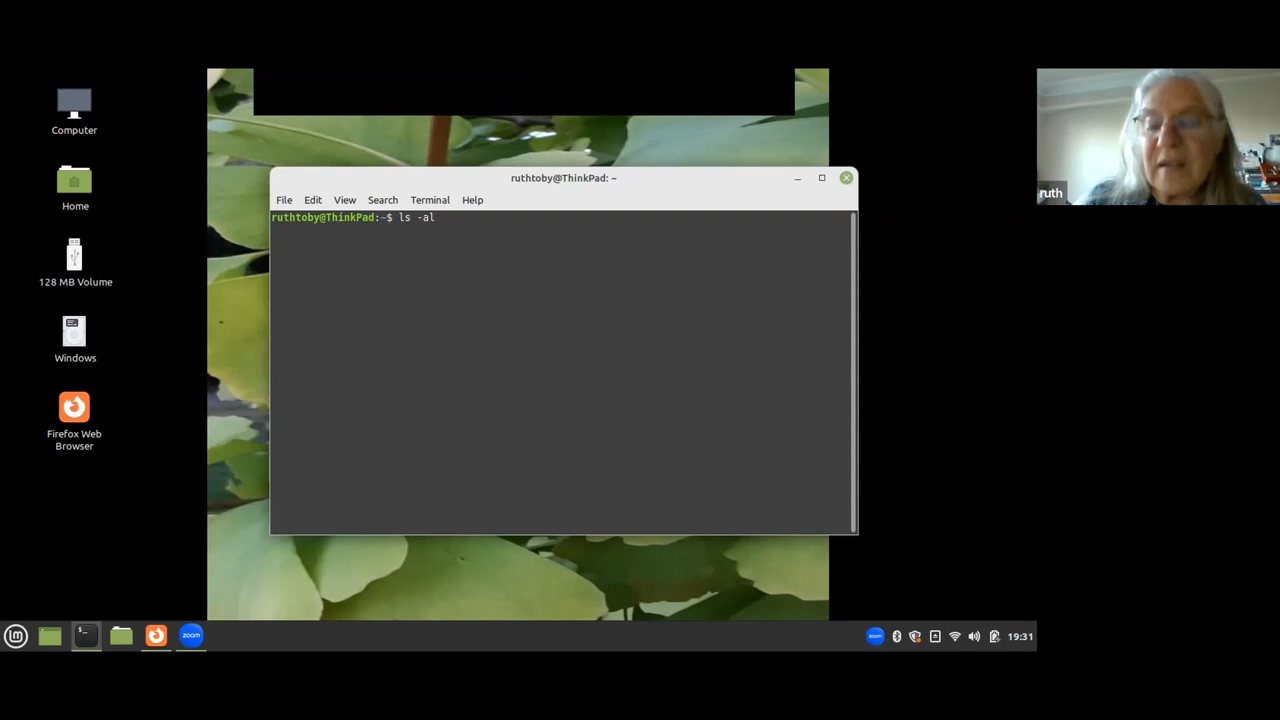 Computer
Home
128 MB Volume
Windows
Firefox Web
Browser
ruthtoby@ThinkPad: ~
File Edit View Search Terminal Help
ruthtoby@ThinkPad:~$ ls -al
ruth
zoom
zoom
19:31